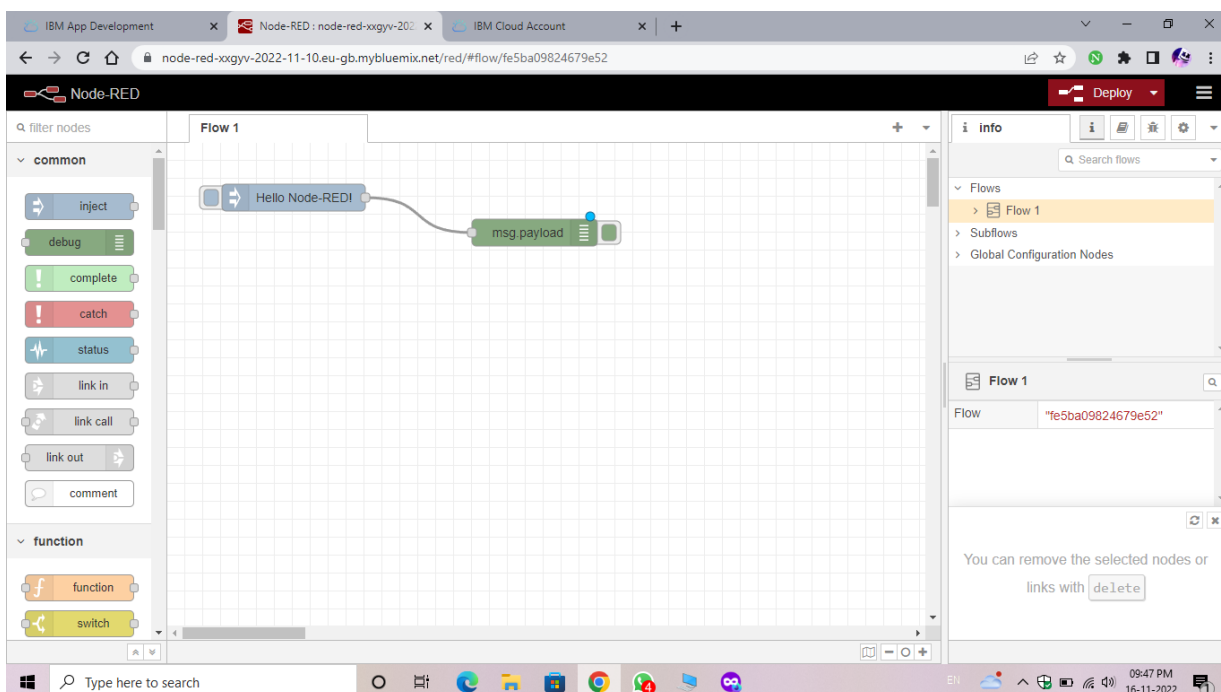 IBM App Development
Node-RED : node-red-xxgyv-202
IBM Cloud Account
node-red-xxgyv-2022-11-10.eu-gb.mybluemix.net/red/#flow/fe5ba09824679e52
Node-RED
Deploy
filter nodes
Flow 1
i info
i
Search flows
common
inject
debug
complete
catch
status
link in
link call
link out
comment
function
function
switch
Hello Node-RED!
msg.payload
Flows
Flow 1
Subflows
Global Configuration Nodes
Flow 1
Flow "fe5ba09824679e52"
You can remove the selected nodes or
links with delete
Type here to search
4
EN
09:47 PM
16-11-2022